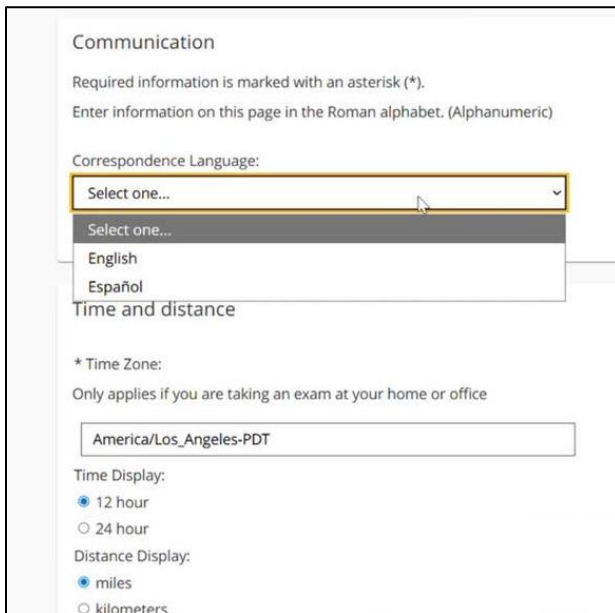 Communication
Required information is marked with an asterisk (*).
Enter information on this page in the Roman alphabet. (Alphanumeric)
Correspondence Language:
Select one...
Select one...
English
Español
Time and distance
* Time Zone:
Only applies if you are taking an exam at your home or office
America/Los_Angeles-PDT
Time Display:
12 hour
24 hour
Distance Display:
miles
kilometers